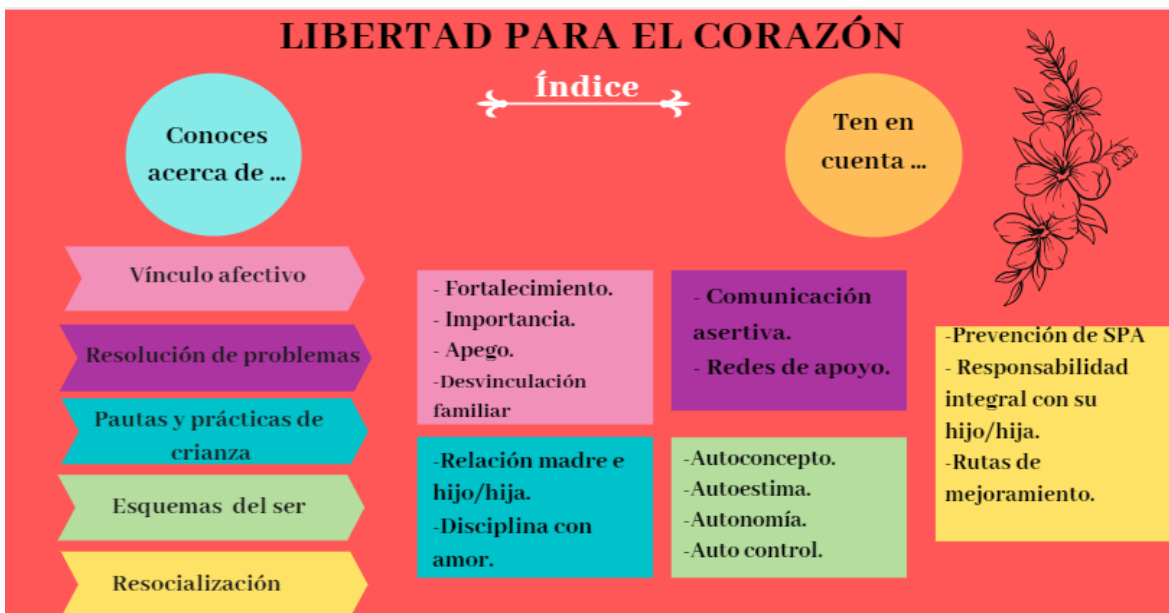 LIBERTAD PARA EL CORAZÓN
Índice
Conoces
acerca de ...
Ten en
cuenta ...
Vínculo afectivo
Resolución de problemas
Pautas y prácticas de
crianza
Esquemas del ser
Resocialización
- Fortalecimiento.
- Importancia.
- Apego.
-Desvinculación
familiar
- Comunicación
asertiva.
- Redes de apoyo.
-Relación madre e
hijo/hija.
-Disciplina con
amor.
-Autoconcepto.
-Autoestima.
-Autonomía.
-Auto control.
-Prevención de SPA
- Responsabilidad
integral con su
hijo/hija.
-Rutas de
mejoramiento.